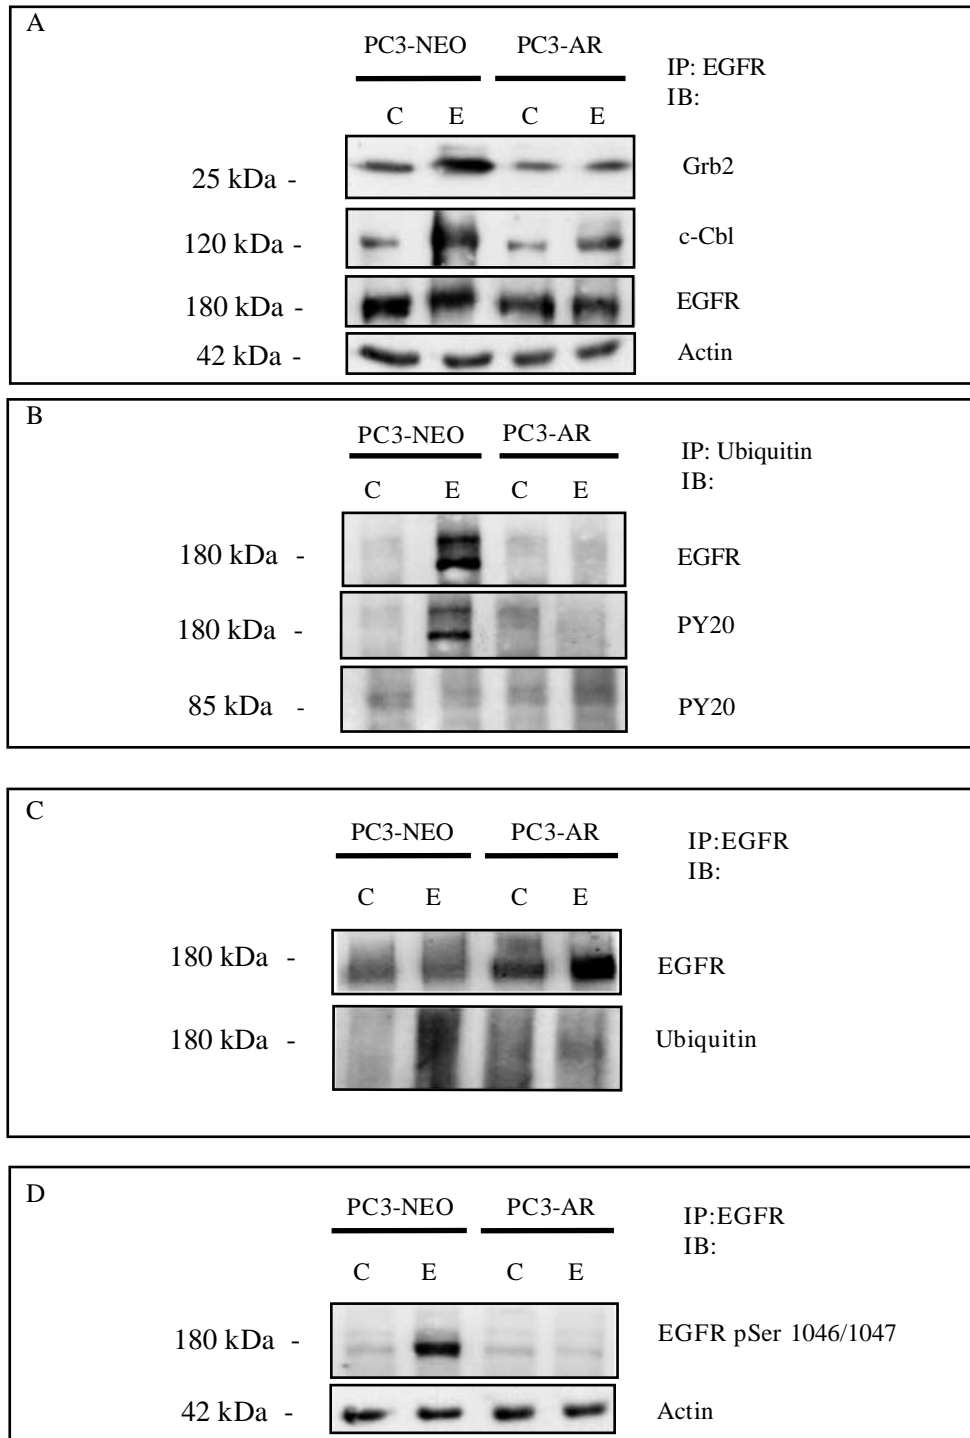 A
PC3-NEO PC3-AR
IP: EGFR
IB:
C E C E
25 kDa - Grb2
120 kDa - c-Cbl
180 kDa - EGFR
42 kDa - Actin
B
PC3-NEO PC3-AR
IP: Ubiquitin
IB:
C E C E
180 kDa - EGFR
180 kDa - PY20
85 kDa - PY20
C
PC3-NEO PC3-AR
IP:EGFR
IB:
C E C E
180 kDa - EGFR
180 kDa - Ubiquitin
D
PC3-NEO PC3-AR
IP:EGFR
IB:
C E C E
180 kDa - EGFR pSer 1046/1047
42 kDa - Actin